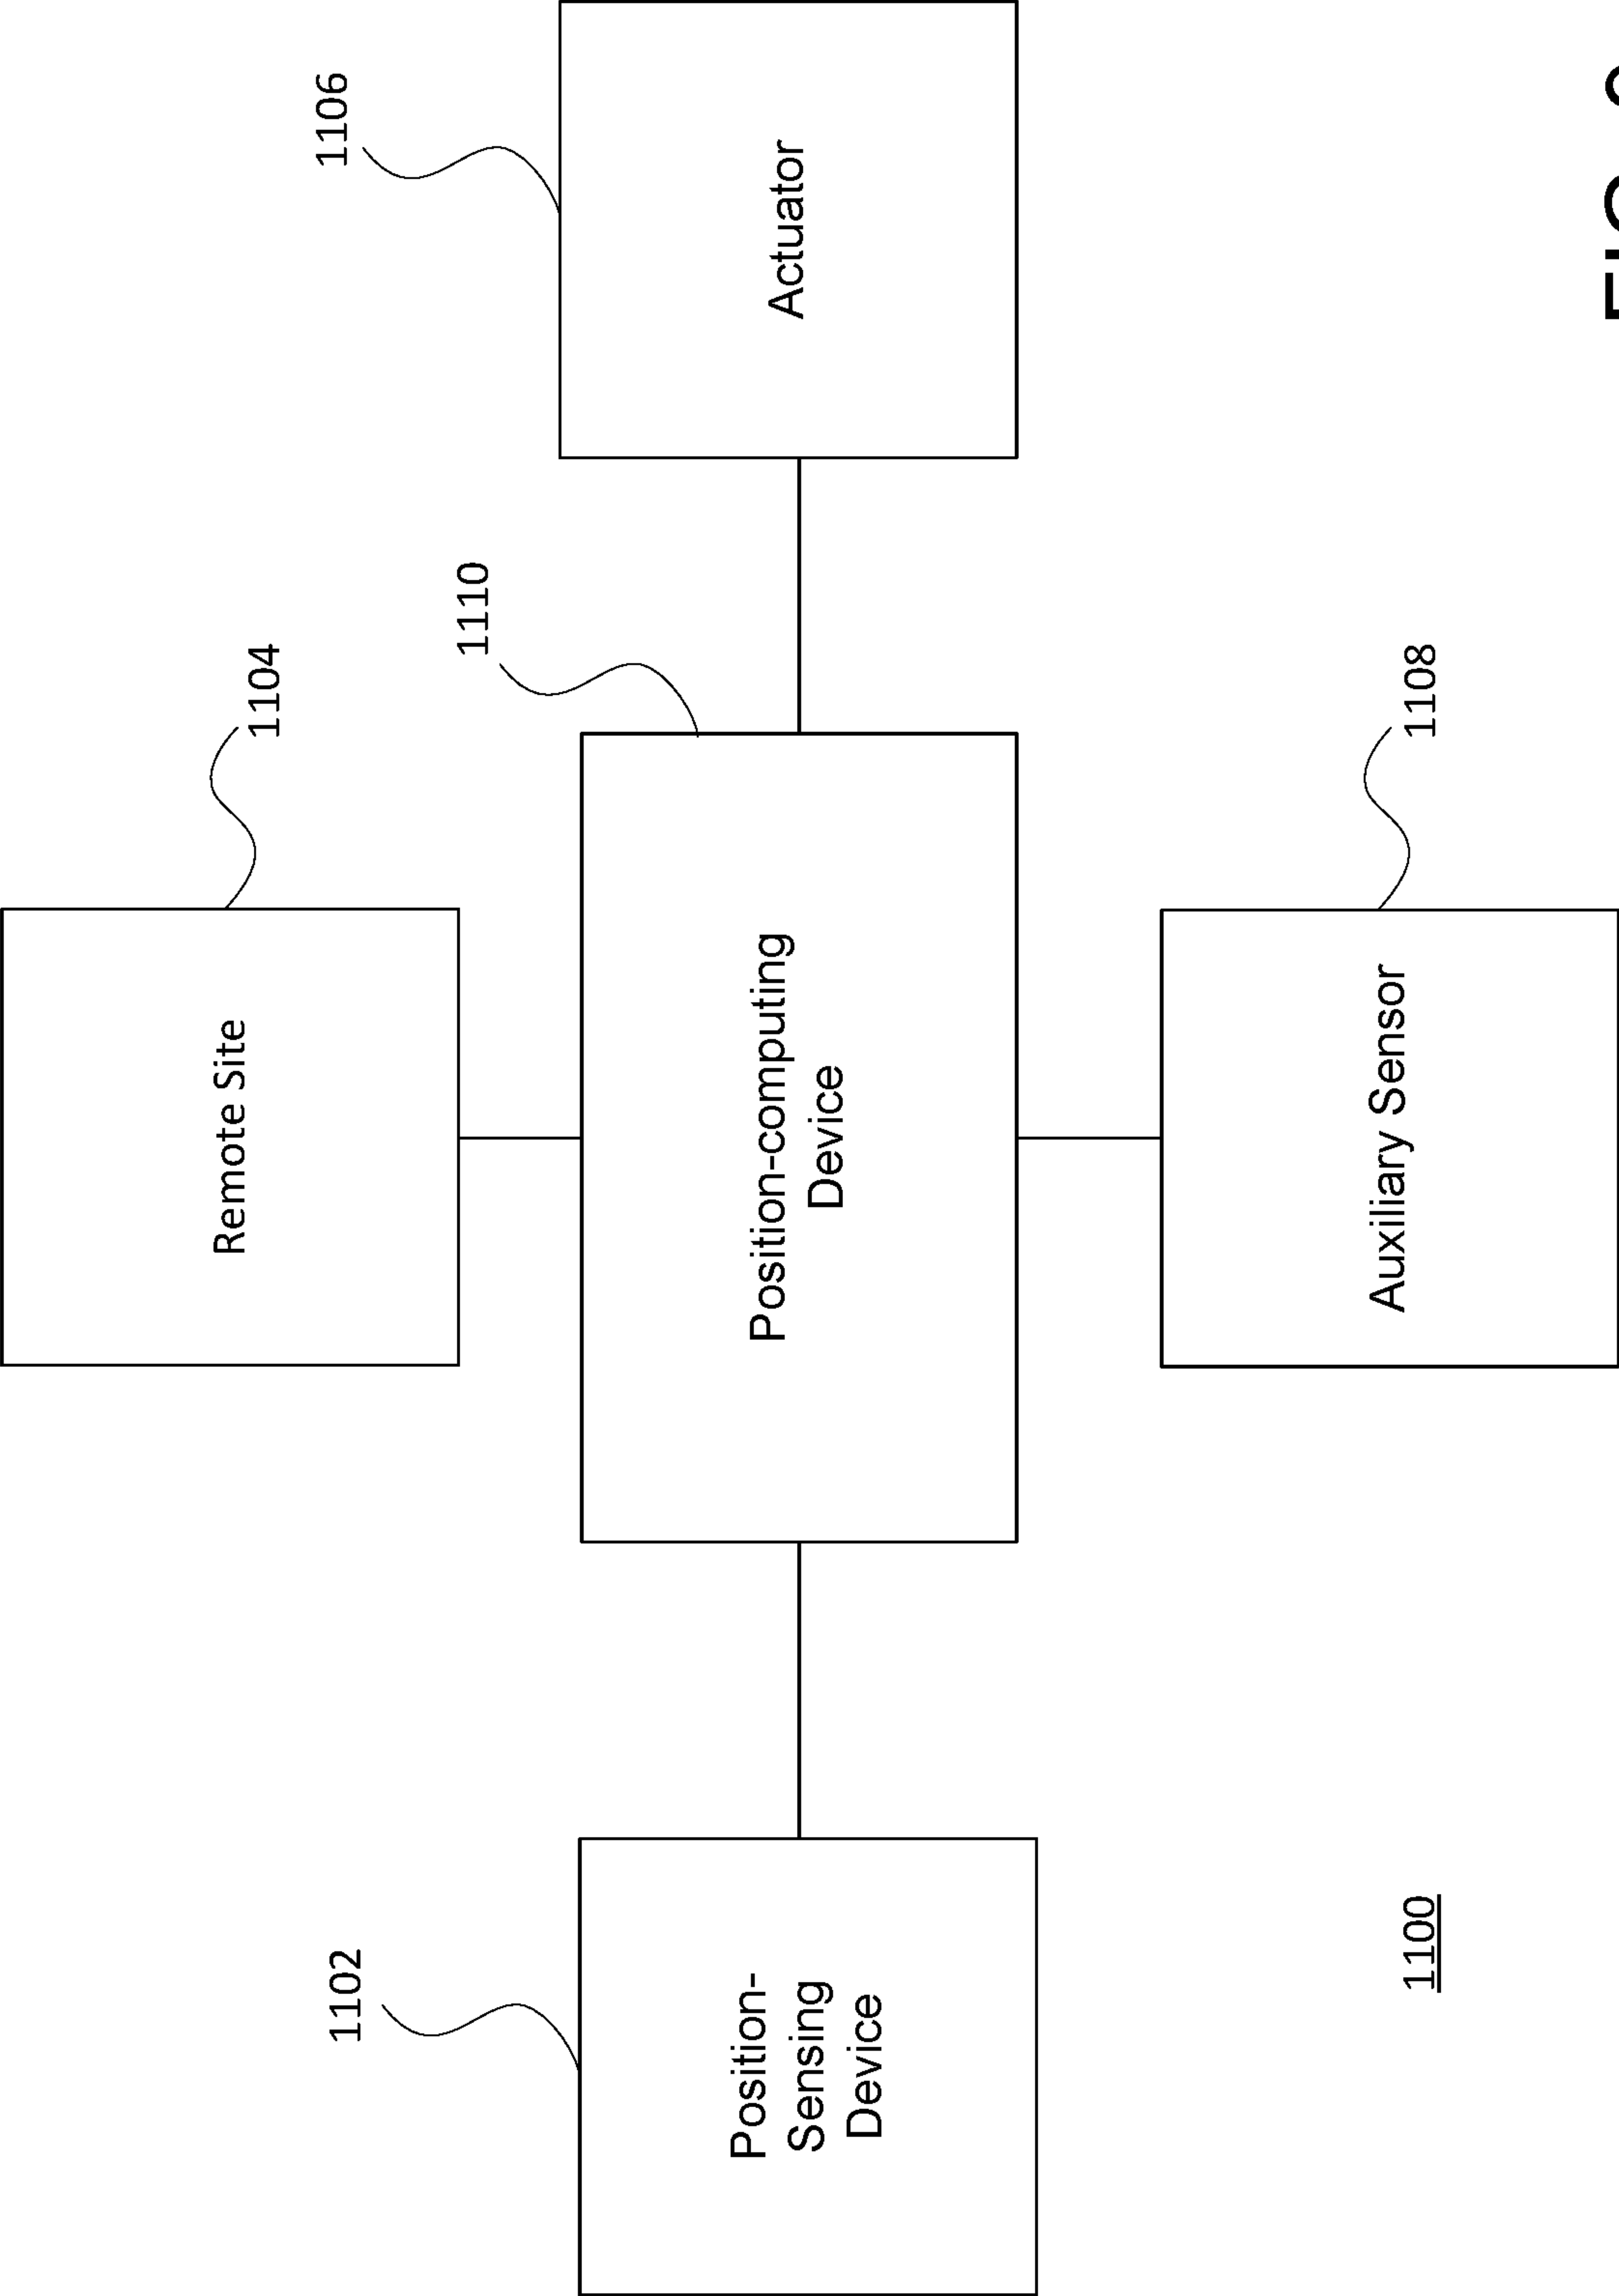 Remote Site
1104
1106
1110
1102
Position-
Sensing
Device
Position-computing
Device
Actuator
Auxiliary Sensor
1108
1100